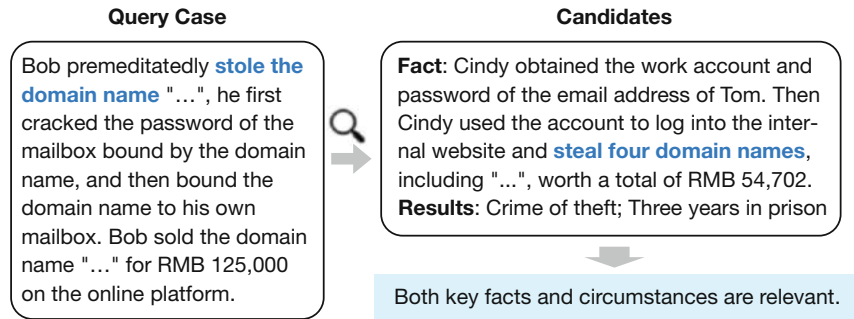 Query Case
Bob premeditatedly stole the
domain name "...", he first
cracked the password of the
mailbox bound by the domain
name, and then bound the
domain name to his own
mailbox. Bob sold the domain
name "..." for RMB 125,000
on the online platform.
Candidates
Fact: Cindy obtained the work account and
password of the email address of Tom. Then
Cindy used the account to log into the inter-
nal website and steal four domain names,
including "...", worth a total of RMB 54,702.
Results: Crime of theft; Three years in prison
Both key facts and circumstances are relevant.